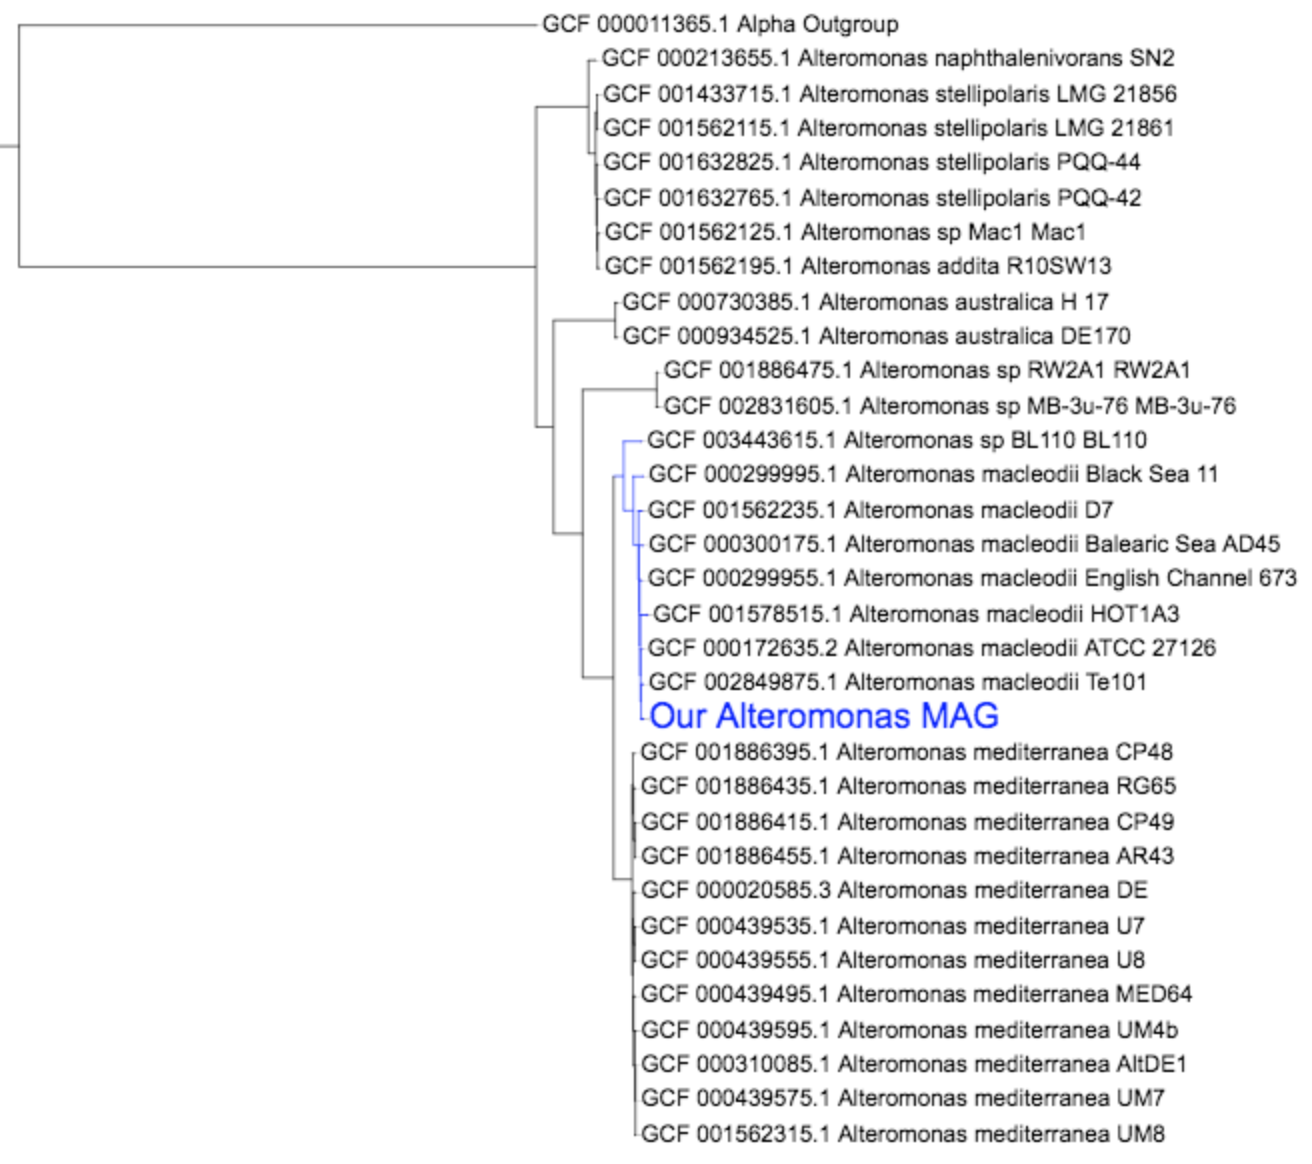 GCF 000011365.1 Alpha Outgroup
GCF 000213655.1 Alteromonas naphthalenivorans SN2
GCF 001433715.1 Alteromonas stellipolaris LMG 21856
GCF 001562115.1 Alteromonas stellipolaris LMG 21861
GCF 001632825.1 Alteromonas stellipolaris PQQ-44
GCF 001632765.1 Alteromonas stellipolaris PQQ-42
GCF 001562125.1 Alteromonas sp Mac1 Mac1
GCF 001562195.1 Alteromonas addita R10SW13
GCF 000730385.1 Alteromonas australica H 17
GCF 000934525.1 Alteromonas australica DE170
GCF 001886475.1 Alteromonas sp RW2A1 RW2A1
GCF 002831605.1 Alteromonas sp MB-3u-76 MB-3u-76
GCF 003443615.1 Alteromonas sp BL110 BL110
GCF 000299995.1 Alteromonas macleodii Black Sea 11
GCF 001562235.1 Alteromonas macleodii D7
GCF 000300175.1 Alteromonas macleodii Balearic Sea AD45
GCF 000299955.1 Alteromonas macleodii English Channel 673
GCF 001578515.1 Alteromonas macleodii HOT1A3
GCF 000172635.2 Alteromonas macleodii ATCC 27126
GCF 002849875.1 Alteromonas macleodii Te101
Our Alteromonas MAG
GCF 001886395.1 Alteromonas mediterranea CP48
GCF 001886435.1 Alteromonas mediterranea RG65
GCF 001886415.1 Alteromonas mediterranea CP49
GCF 001886455.1 Alteromonas mediterranea AR43
GCF 000020585.3 Alteromonas mediterranea DE
GCF 000439535.1 Alteromonas mediterranea U7
GCF 000439555.1 Alteromonas mediterranea U8
GCF 000439495.1 Alteromonas mediterranea MED64
GCF 000439595.1 Alteromonas mediterranea UM4b
GCF 000310085.1 Alteromonas mediterranea AltDE1
GCF 000439575.1 Alteromonas mediterranea UM7
GCF 001562315.1 Alteromonas mediterranea UM8